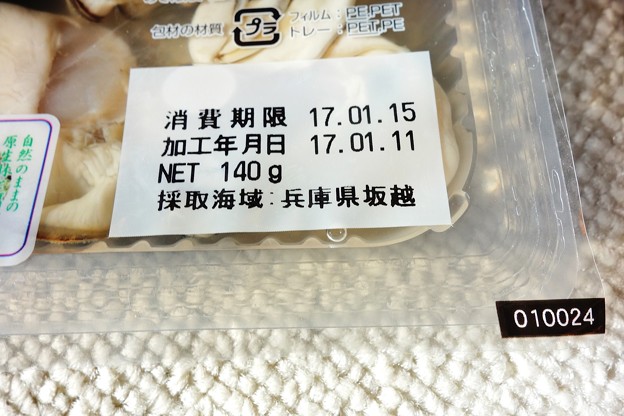 プラ
包材の材質
フィルム：PE,PET
トレー：PET,PE
消費期限 17.01.15
加工年月日 17.01.11
NET 140g
採取海域：兵庫県坂越
自然のままの
010024